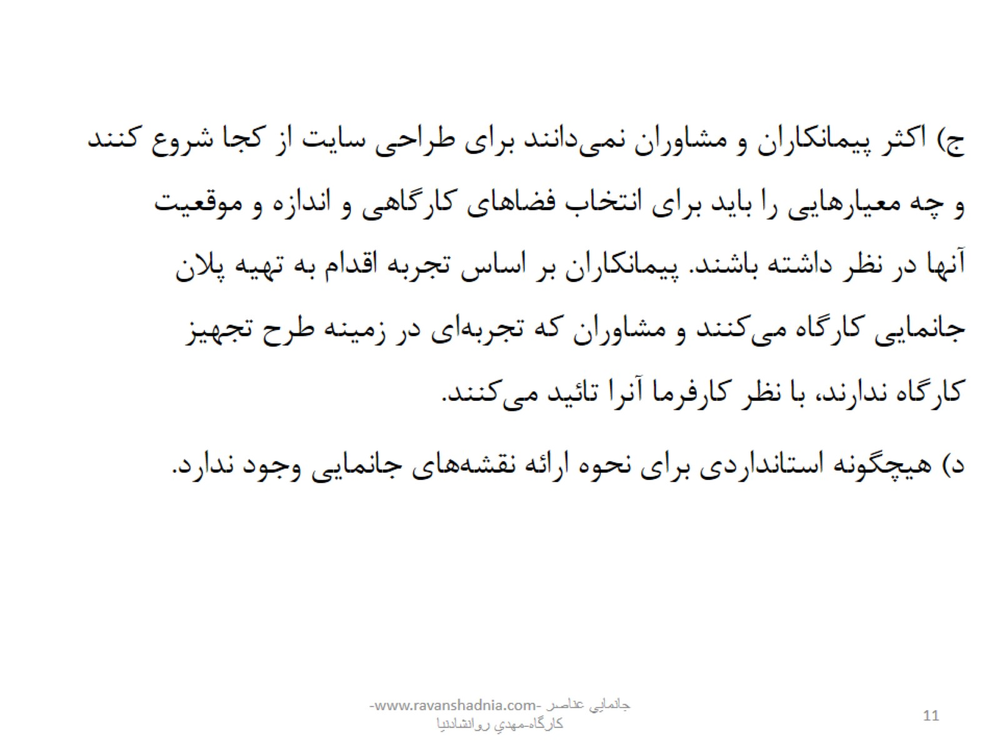 ج) اکثر پیمانکاران و مشاوران نمی‌دانند برای طراحی سایت از کجا شروع کنند
و چه معیارهایی را باید برای انتخاب فضاهای کارگاهی و اندازه و موقعیت
آنها در نظر داشته باشند. پیمانکاران بر اساس تجربه اقدام به تهیه پلان
جانمایی کارگاه می‌کنند و مشاوران که تجربه‌ای در زمینه طرح تجهیز
کارگاه ندارند، با نظر کارفرما آنرا تائید می‌کنند.
د) هیچگونه استانداردی برای نحوه ارائه نقشه‌های جانمایی وجود ندارد.
جانمايي عناصر -www.ravanshadnia.com-
كارگاه-مهدي روانشادنيا
11